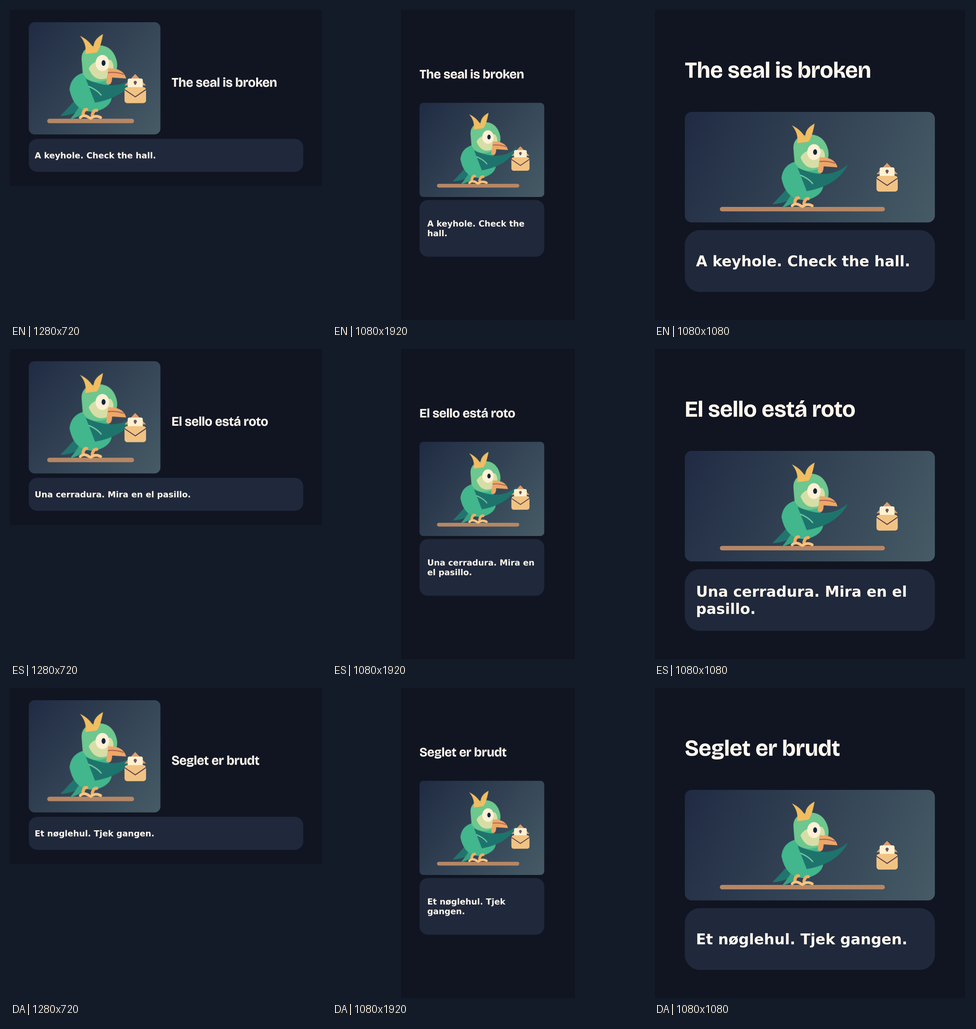 The seal is broken
A keyhole. Check the hall.
EN | 1280x720
The seal is broken
A keyhole. Check the
hall.
EN | 1080x1920
The seal is broken
A keyhole. Check the hall.
EN | 1080x1080
El sello está roto
Una cerradura. Mira en el pasillo.
ES | 1280x720
El sello está roto
Una cerradura. Mira en
el pasillo.
ES | 1080x1920
El sello está roto
Una cerradura. Mira en el
pasillo.
ES | 1080x1080
Seglet er brudt
Et nøglehul. Tjek gangen.
DA | 1280x720
Seglet er brudt
Et nøglehul. Tjek
gangen.
DA | 1080x1920
Seglet er brudt
Et nøglehul. Tjek gangen.
DA | 1080x1080